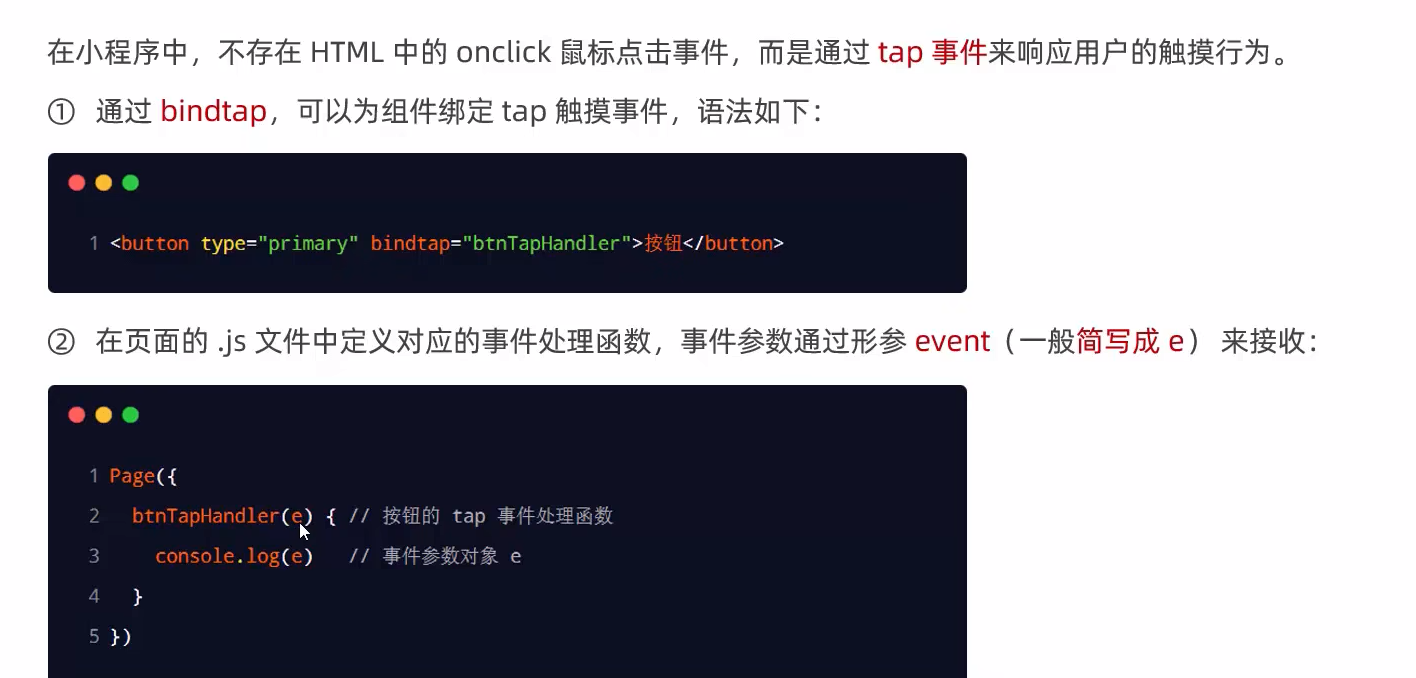 在小程序中，不存在 HTML 中的 onclick 鼠标点击事件，而是通过 tap 事件来响应用户的触摸行为。
① 通过 bindtap，可以为组件绑定 tap 触摸事件，语法如下：
1 <button type="primary" bindtap="btnTapHandler">按钮</button>
② 在页面的 .js 文件中定义对应的事件处理函数，事件参数通过形参 event（一般简写成 e） 来接收：
1 Page({
2   btnTapHandler(e) { // 按钮的 tap 事件处理函数
3     console.log(e)   // 事件参数对象 e
4   }
5 })